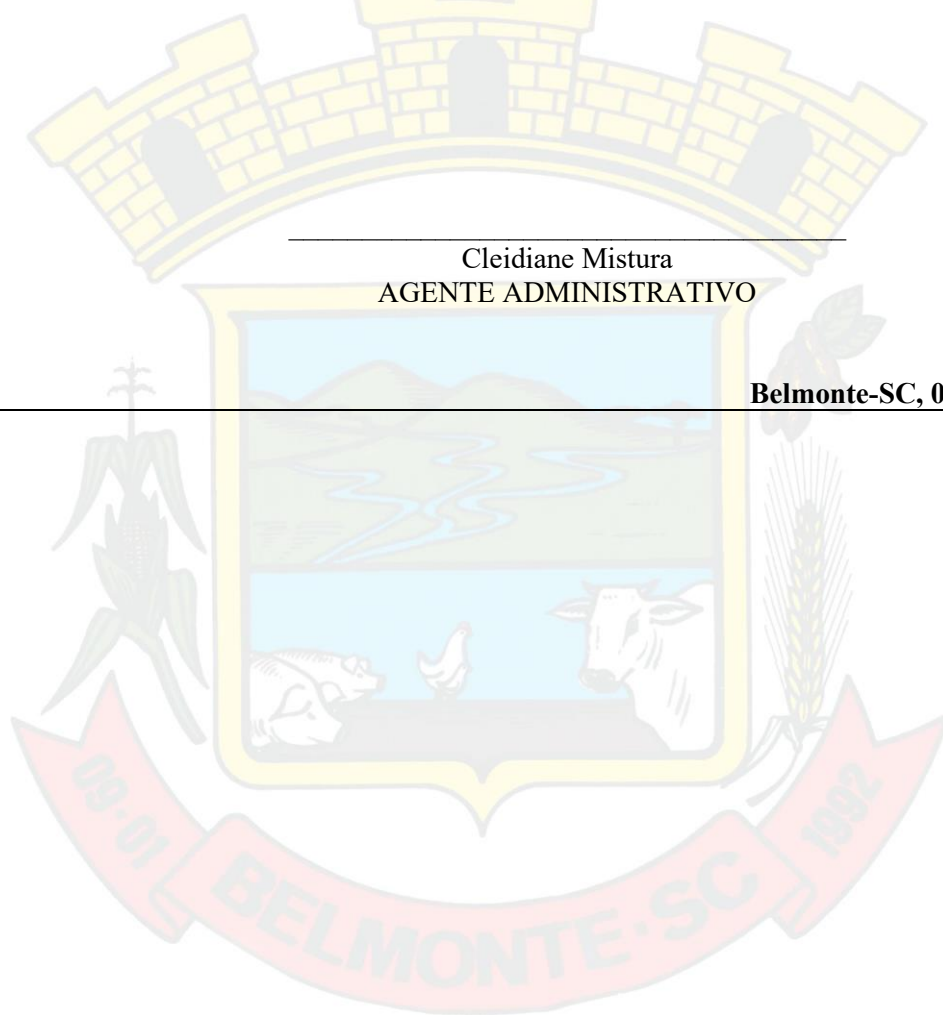 Cleidiane Mistura
AGENTE ADMINISTRATIVO
Belmonte-SC, 0
09-01
BELMONTE-SC
1992